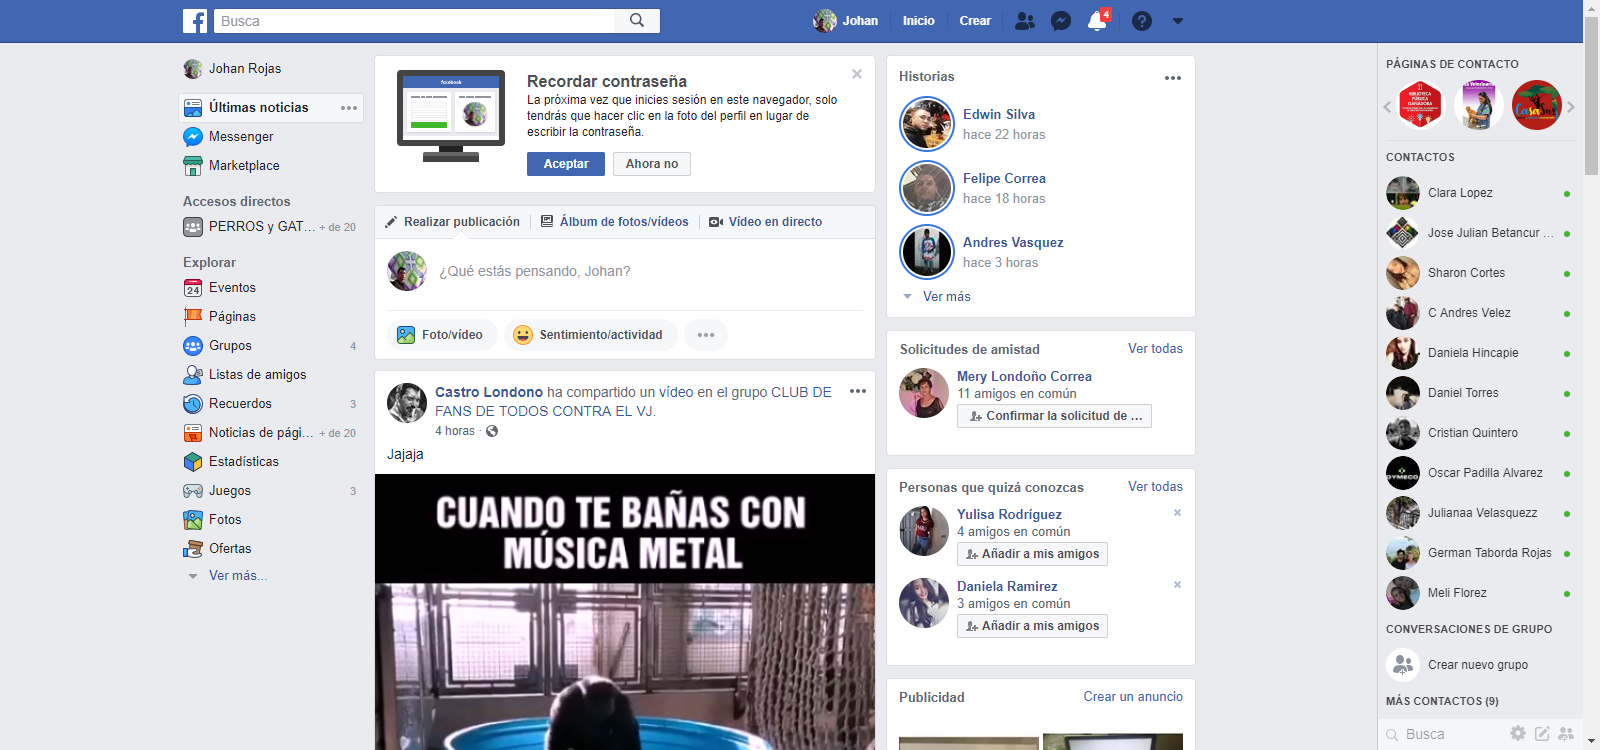 Busca
Johan
Inicio
Crear
4
Johan Rojas
Últimas noticias
Messenger
Marketplace
Accesos directos
PERROS y GAT... + de 20
Explorar
24
Eventos
Páginas
Grupos 4
Listas de amigos
Recuerdos 3
Noticias de pági... + de 20
Estadísticas
Juegos 3
Fotos
Ofertas
Ver más...
facebook
Recordar contraseña
La próxima vez que inicies sesión en este navegador, solo
tendrás que hacer clic en la foto del perfil en lugar de
escribir la contraseña.
Aceptar
Ahora no
Realizar publicación
Álbum de fotos/vídeos
Vídeo en directo
¿Qué estás pensando, Johan?
Foto/vídeo
Sentimiento/actividad
Castro Londono ha compartido un vídeo en el grupo CLUB DE
FANS DE TODOS CONTRA EL VJ.
4 horas ·
Jajaja
CUANDO TE BAÑAS CON
MÚSICA METAL
Historias
Edwin Silva
hace 22 horas
Felipe Correa
hace 18 horas
Andres Vasquez
hace 3 horas
Ver más
Solicitudes de amistad
Ver todas
Mery Londoño Correa
11 amigos en común
Confirmar la solicitud de ...
Personas que quizá conozcas
Ver todas
Yulisa Rodríguez
4 amigos en común
Añadir a mis amigos
Daniela Ramirez
3 amigos en común
Añadir a mis amigos
Publicidad
Crear un anuncio
PÁGINAS DE CONTACTO
BIBLIOTECA
PÚBLICA
GANADORA
CasaSur
CONTACTOS
Clara Lopez
Jose Julian Betancur ...
Sharon Cortes
C Andres Velez
Daniela Hincapie
Daniel Torres
Cristian Quintero
Oscar Padilla Alvarez
Julianaa Velasquezz
German Taborda Rojas
Meli Florez
CONVERSACIONES DE GRUPO
Crear nuevo grupo
MÁS CONTACTOS (9)
Busca